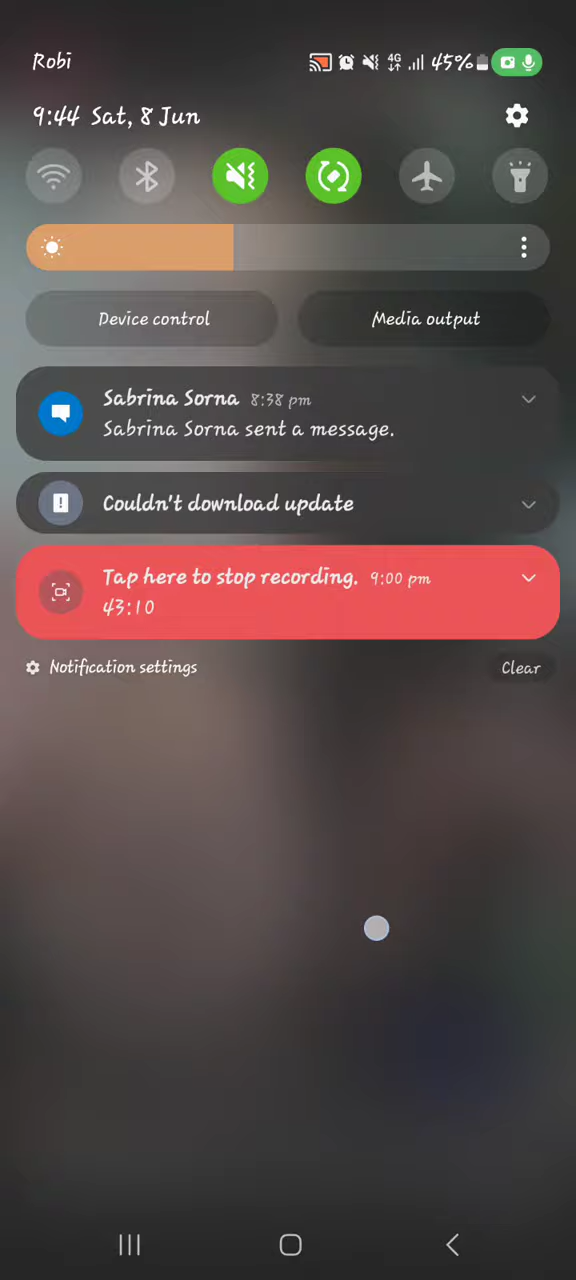 Robi 4G 45%
9:44 Sat, 8 Jun
Device control Media output
Sabrina Sorna 8:38 pm
Sabrina Sorna sent a message.
Couldn't download update
Tap here to stop recording. 9:00 pm
43:10
Notification settings Clear